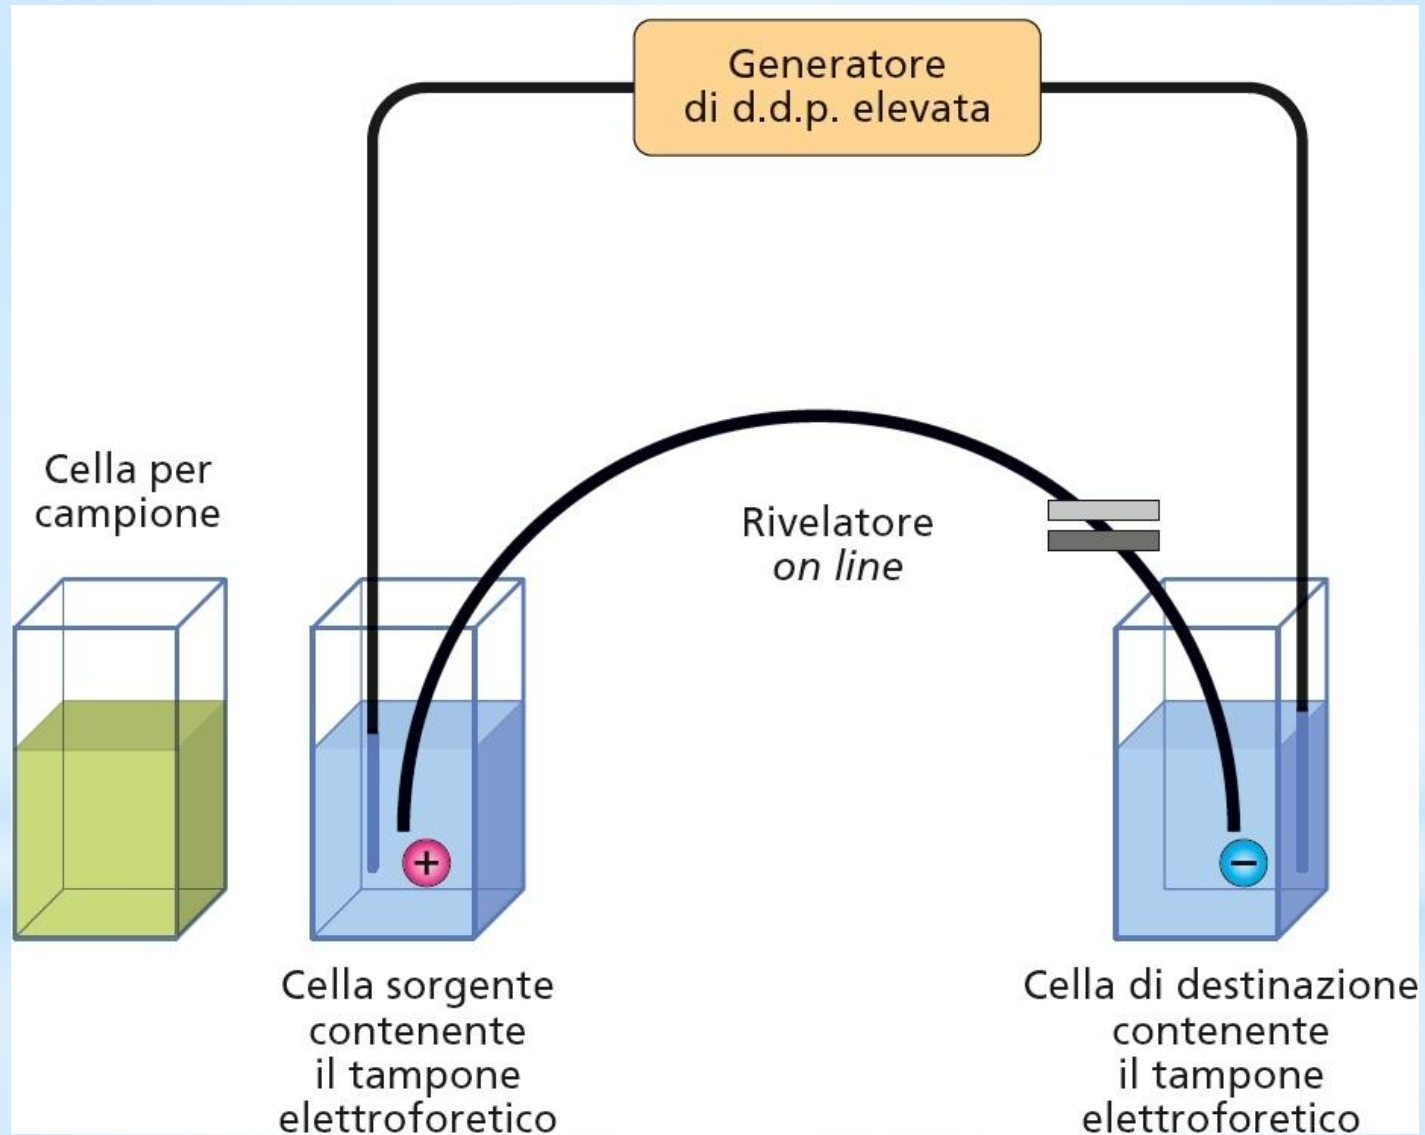 Generatore
di d.d.p. elevata
Cella per
campione
Rivelatore
on line
+
−
Cella sorgente
contenente
il tampone
elettroforetico
Cella di destinazione
contenente
il tampone
elettroforetico